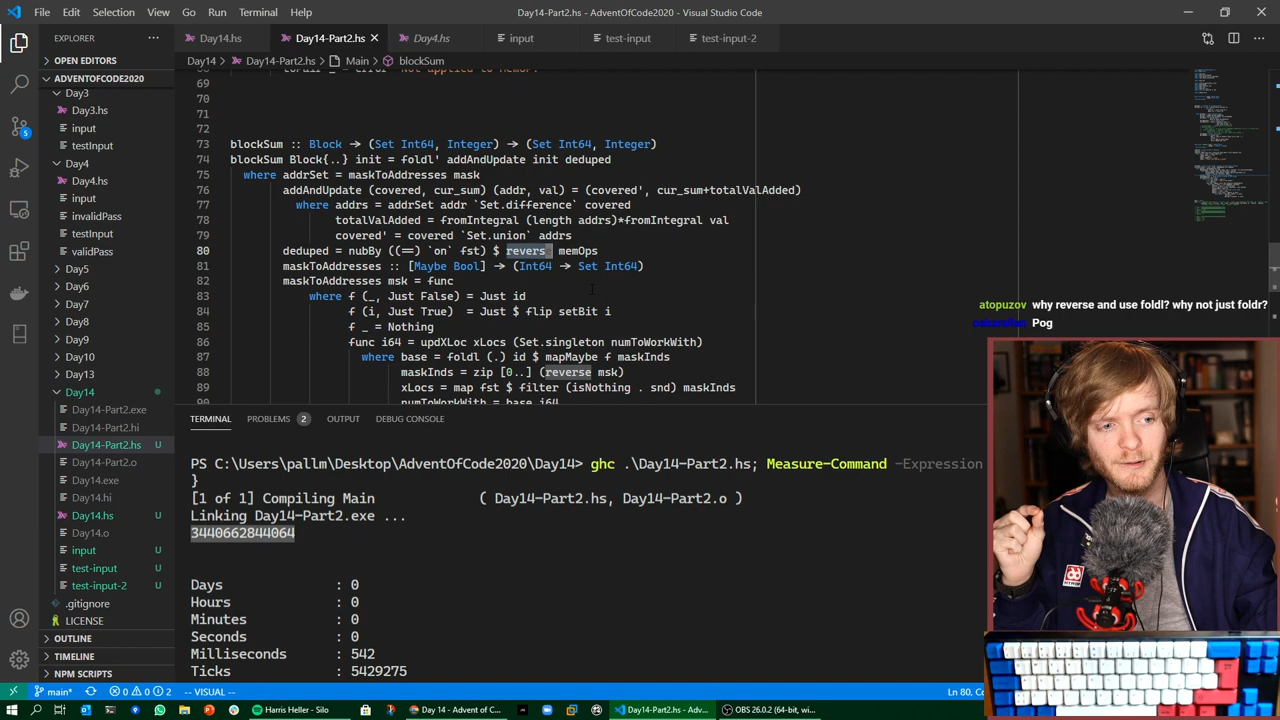 File Edit Selection View Go Run Terminal Help Day14-Part2.hs - AdventOfCode2020 - Visual Studio Code
EXPLORER ··· Day14.hs Day14-Part2.hs Day4.hs input test-input test-input-2
OPEN EDITORS
Day14 > Day14-Part2.hs > Main > blockSum
ADVENTOFCODE2020
Day3
Day3.hs
input
testInput
Day4
Day4.hs
input
invalidPass
testInput
validPass
Day5
Day6
Day7
Day8
Day9
Day10
Day13
Day14
Day14-Part2.exe
Day14-Part2.hi
Day14-Part2.hs U
Day14-Part2.o
Day14.exe
Day14.hi
Day14.hs U
Day14.o
input U
test-input U
test-input-2 U
.gitignore
LICENSE
OUTLINE
TIMELINE
NPM SCRIPTS
5
69
70
71
72
73 blockSum :: Block → (Set Int64, Integer) → (Set Int64, Integer)
74 blockSum Block{..} init = foldl' addAndUpdate init deduped
75 where addrSet = maskToAddresses mask
76 addAndUpdate (covered, cur_sum) (addr, val) = (covered', cur_sum+totalValAdded)
77 where addrs = addrSet addr `Set.difference` covered
78 totalValAdded = fromIntegral (length addrs)*fromIntegral val
79 covered' = covered `Set.union` addrs
80 deduped = nubBy ((==) `on` fst) $ reverse memOps
81 maskToAddresses :: [Maybe Bool] → (Int64 → Set Int64)
82 maskToAddresses msk = func
83 where f (_, Just False) = Just id
84 f (i, Just True) = Just $ flip setBit i
85 f _ = Nothing
86 func i64 = updXLoc xLocs (Set.singleton numToWorkWith)
87 where base = foldl (.) id $ mapMaybe f maskInds
88 maskInds = zip [0..] (reverse msk)
89 xLocs = map fst $ filter (isNothing . snd) maskInds
90 numToWorkWith = base i64
atopuzov why reverse and use foldl? why not just foldr?
Pog
TERMINAL PROBLEMS 2 OUTPUT DEBUG CONSOLE
PS C:\Users\pallm\Desktop\AdventOfCode2020\Day14> ghc .\Day14-Part2.hs; Measure-Command -Expression
}
[1 of 1] Compiling Main ( Day14-Part2.hs, Day14-Part2.o )
Linking Day14-Part2.exe ...
3440662844064
Days : 0
Hours : 0
Minutes : 0
Seconds : 0
Milliseconds : 542
Ticks : 5429275
main* 0 0 2 -- VISUAL -- Ln 80,
Harris Heller - Silo Day 14 - Advent of C... Day14-Part2.hs - Adv... OBS 26.0.2 (64-bit, wi...